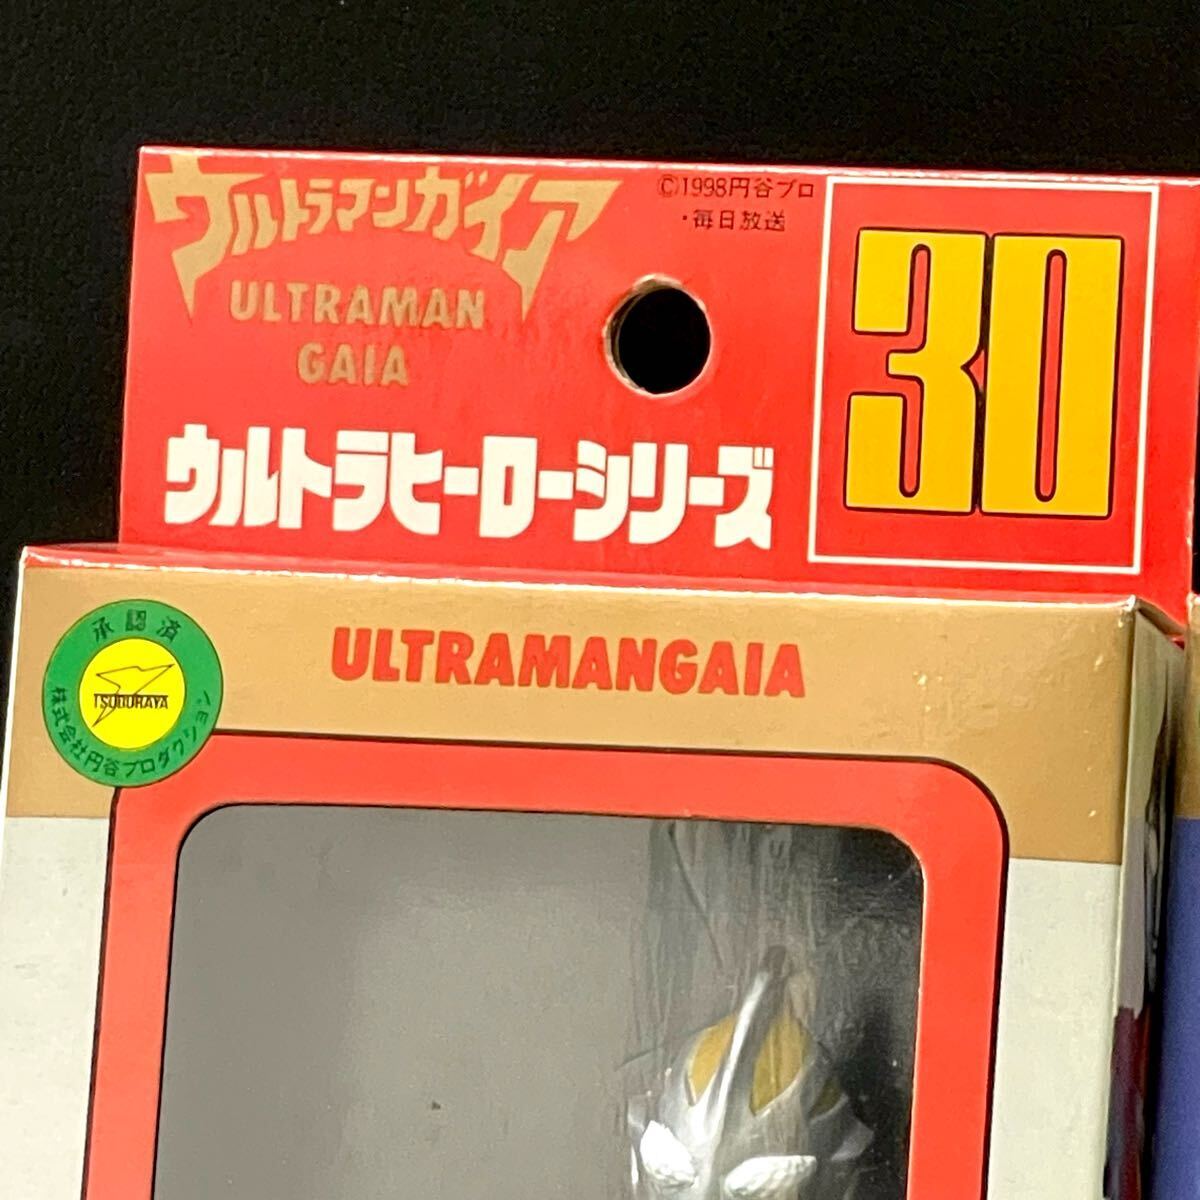 ウルトラマンガイア
ULTRAMAN
GAIA
©1998円谷プロ
・毎日放送
30
ウルトラヒーローシリーズ
ULTRAMANGAIA
承認済
TSUBURAYA
株式会社円谷プロダクション